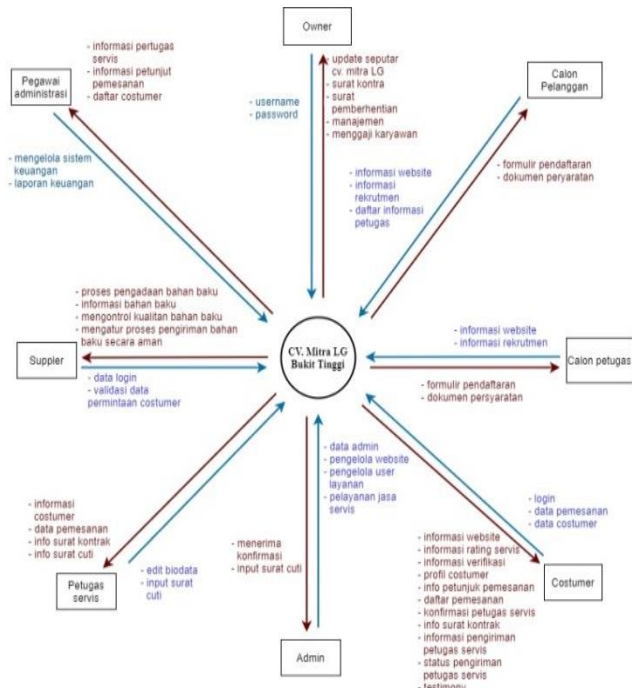 Owner
- informasi pertugas
servis
- informasi petunjut
pemesanan
- daftar costumer
Pegawai
administrasi
- mengelola sistem
keuangan
- laporan keuangan
- username
- password
- update seputar
cv. mitra LG
- surat kontra
- surat
pemberhentian
- manajemen
- menggaji karyawan
Calon
Pelanggan
- informasi website
- informasi
rekrutmen
- daftar informasi
petugas
- formulir pendaftaran
- dokumen peryaratan
- proses pengadaan bahan baku
- informasi bahan baku
- mengontrol kualitan bahan baku
- mengatur proses pengiriman bahan
baku secara aman
Suppler
- data login
- validasi data
permintaan costumer
CV. Mitra LG
Bukit Tinggi
- informasi website
- informasi rekrutmen
Calon petugas
- formulir pendaftaran
- dokumen persyaratan
- informasi
costumer
- data pemesanan
- info surat kontrak
- info surat cuti
Petugas
servis
- edit biodata
- input surat
cuti
- menerima
konfirmasi
- input surat cuti
- data admin
- pengelola website
- pengelola user
layanan
- pelayanan jasa
servis
Admin
- login
- data pemesanan
- data costumer
Costumer
- informasi website
- informasi rating servis
- informasi verifikasi
- profil costumer
- info petunjuk pemesanan
- daftar pemesanan
- konfirmasi petugas servis
- info surat kontrak
- informasi pengiriman
petugas servis
- status pengiriman
petugas servis
- testimony